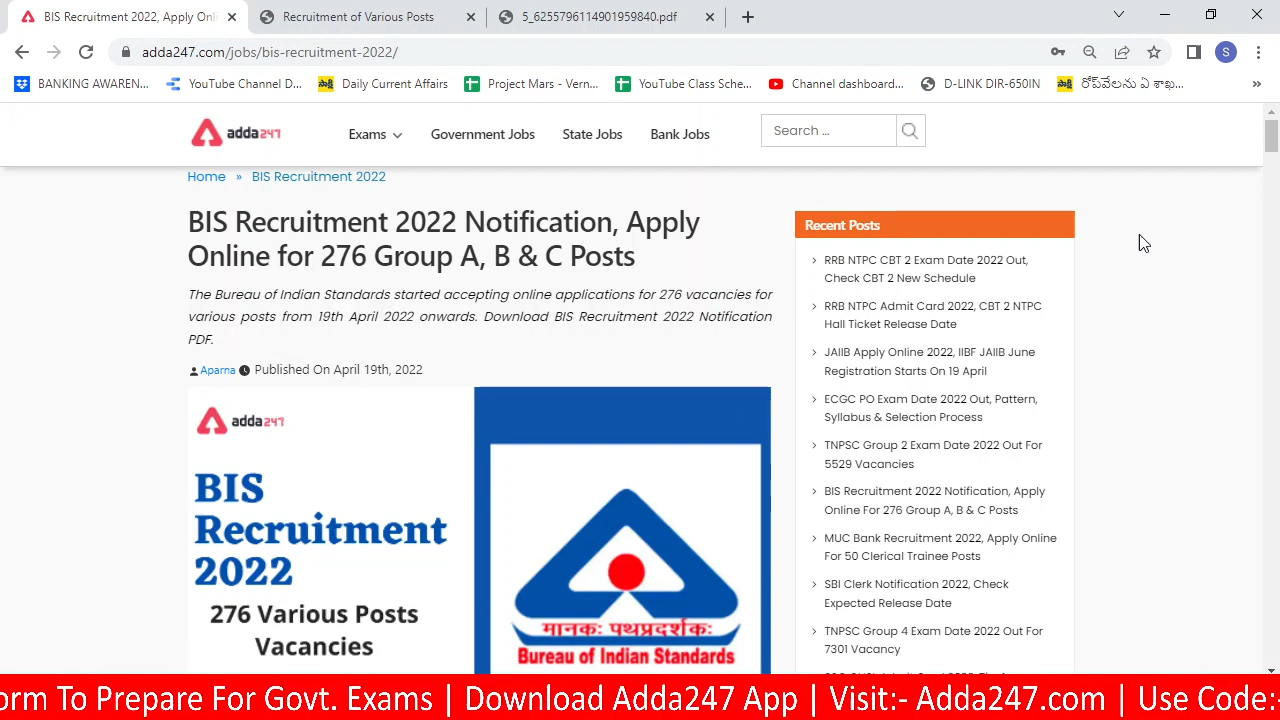 BIS Recruitment 2022, Apply Onli
Recruitment of Various Posts
5_6255796114901959840.pdf
adda247.com/jobs/bis-recruitment-2022/
S
BANKING AWAREN...
YouTube Channel D...
Daily Current Affairs
Project Mars - Vern...
YouTube Class Sche...
Channel dashboard...
D-LINK DIR-650IN
రోప్‌వేలను ఏ శాఖ...
adda247
Exams
Government Jobs
State Jobs
Bank Jobs
Search ...
Home » BIS Recruitment 2022
BIS Recruitment 2022 Notification, Apply
Online for 276 Group A, B & C Posts
The Bureau of Indian Standards started accepting online applications for 276 vacancies for
various posts from 19th April 2022 onwards. Download BIS Recruitment 2022 Notification
PDF.
Aparna Published On April 19th, 2022
adda247
BIS
Recruitment
2022
276 Various Posts
Vacancies
मानकः पथप्रदर्शकः
Bureau of Indian Standards
Recent Posts
RRB NTPC CBT 2 Exam Date 2022 Out,
Check CBT 2 New Schedule
RRB NTPC Admit Card 2022, CBT 2 NTPC
Hall Ticket Release Date
JAIIB Apply Online 2022, IIBF JAIIB June
Registration Starts On 19 April
ECGC PO Exam Date 2022 Out, Pattern,
Syllabus & Selection Process
TNPSC Group 2 Exam Date 2022 Out For
5529 Vacancies
BIS Recruitment 2022 Notification, Apply
Online For 276 Group A, B & C Posts
MUC Bank Recruitment 2022, Apply Online
For 50 Clerical Trainee Posts
SBI Clerk Notification 2022, Check
Expected Release Date
TNPSC Group 4 Exam Date 2022 Out For
7301 Vacancy
orm To Prepare For Govt. Exams | Download Adda247 App | Visit:- Adda247.com | Use Code: